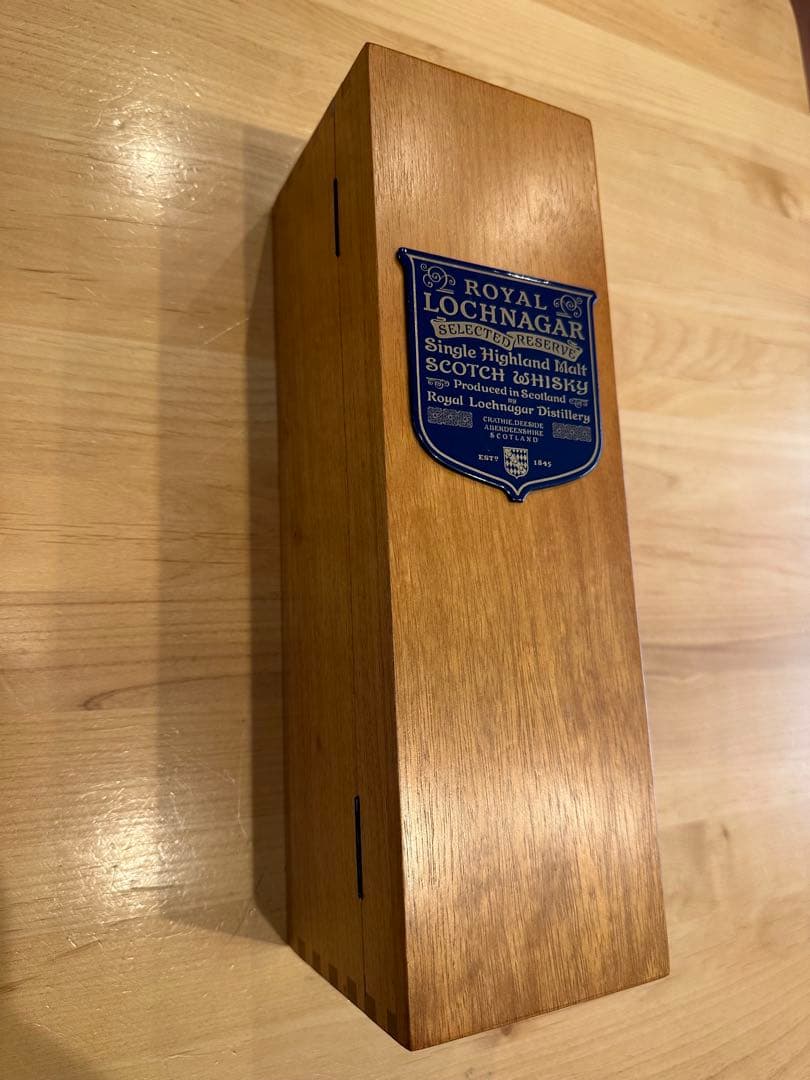 ROYAL
LOCHNAGAR
SELECTED RESERVE
Single Highland Malt
SCOTCH WHISKY
Produced in Scotland
BY
Royal Lochnagar Distillery
CRATHIE, DEESIDE
ABERDEENSHIRE
SCOTLAND
ESTD 1845